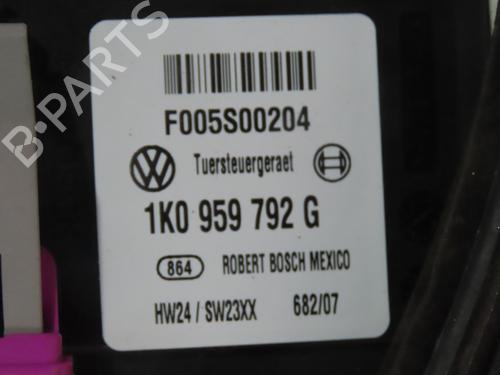 B-PARTS
F005S00204
Tuersteuergeraet
1K0 959 792 G
864 ROBERT BOSCH MEXICO
HW24 / SW23XX 682/07